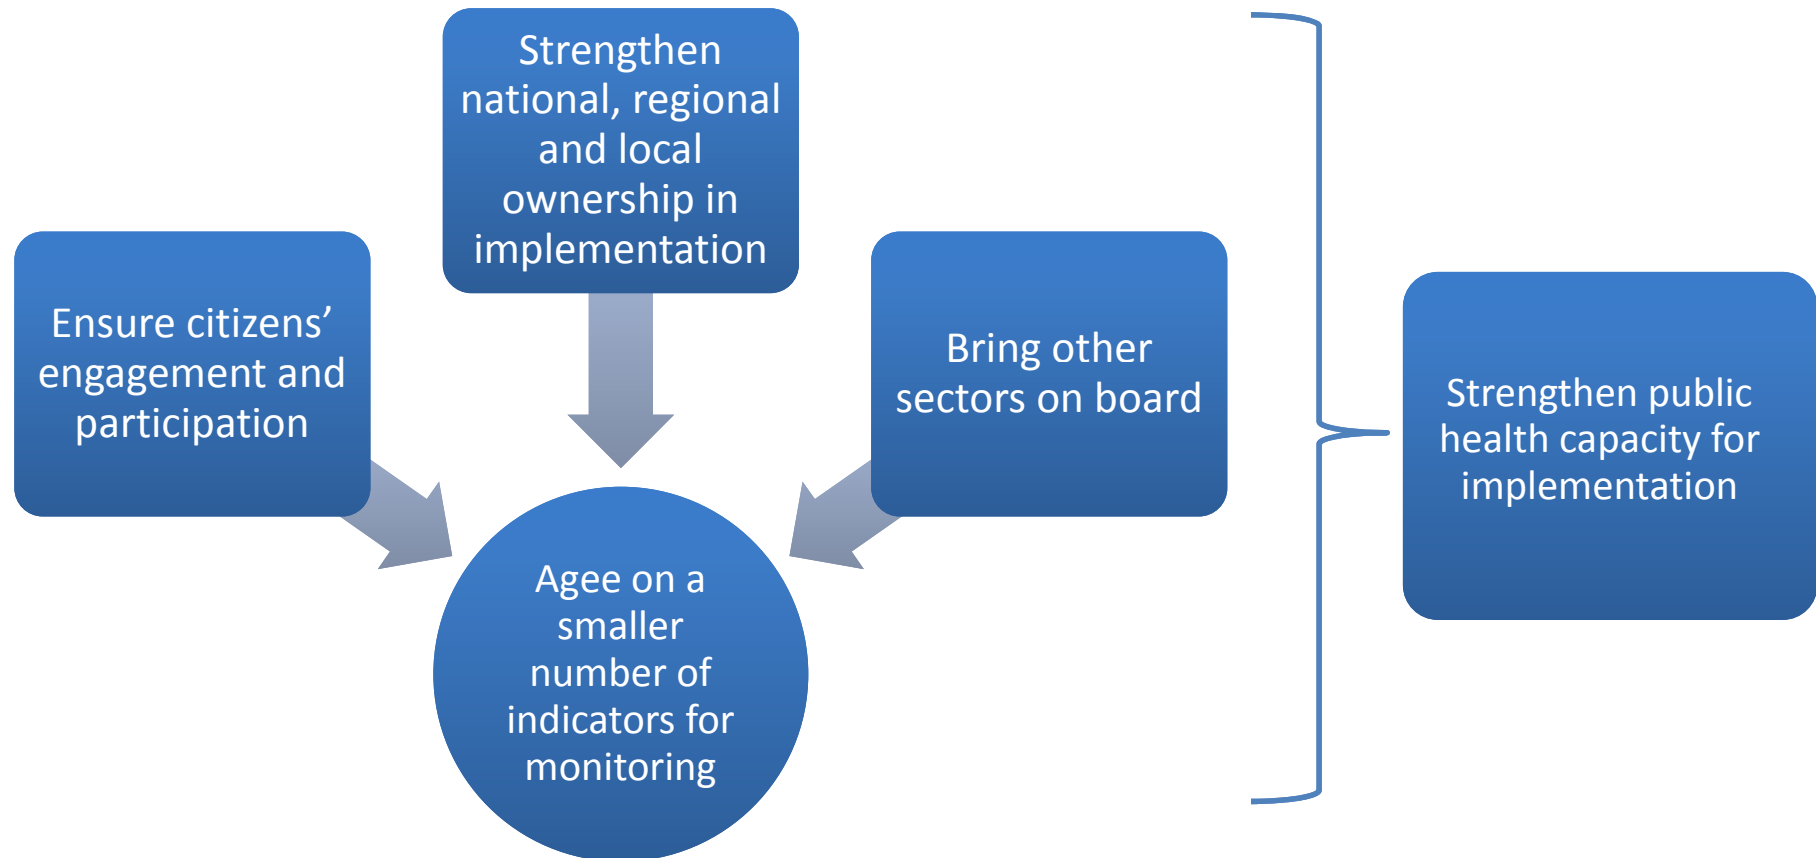 Strengthen
national, regional
and local
ownership in
implementation
Ensure citizens’
engagement and
participation
Bring other
sectors on board
Agee on a
smaller
number of
indicators for
monitoring
Strengthen public
health capacity for
implementation